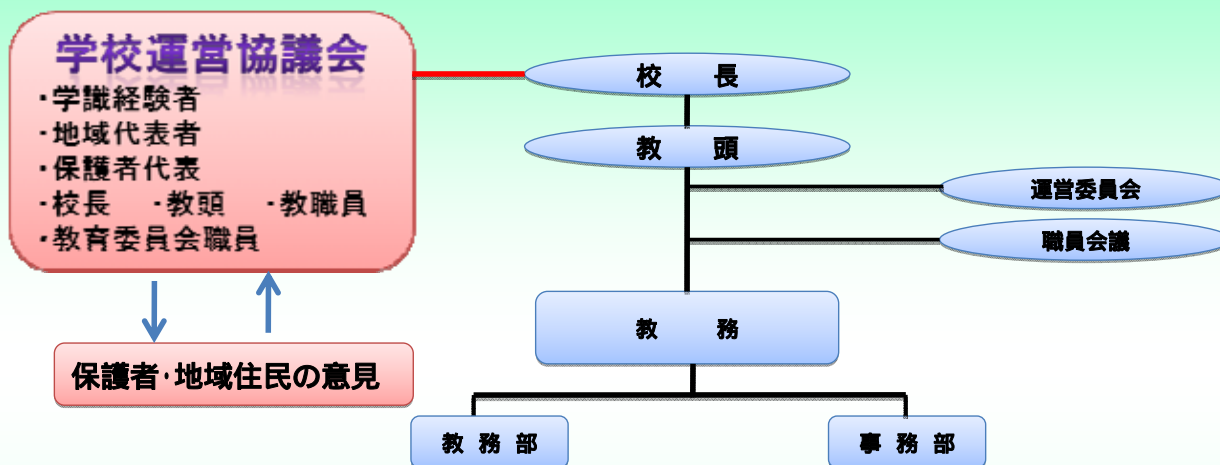 学校運営協議会
・学識経験者
・地域代表者
・保護者代表
・校長　・教頭　・教職員
・教育委員会職員
保護者・地域住民の意見
校　長
教　頭
運営委員会
職員会議
教　務
教 務 部
事 務 部